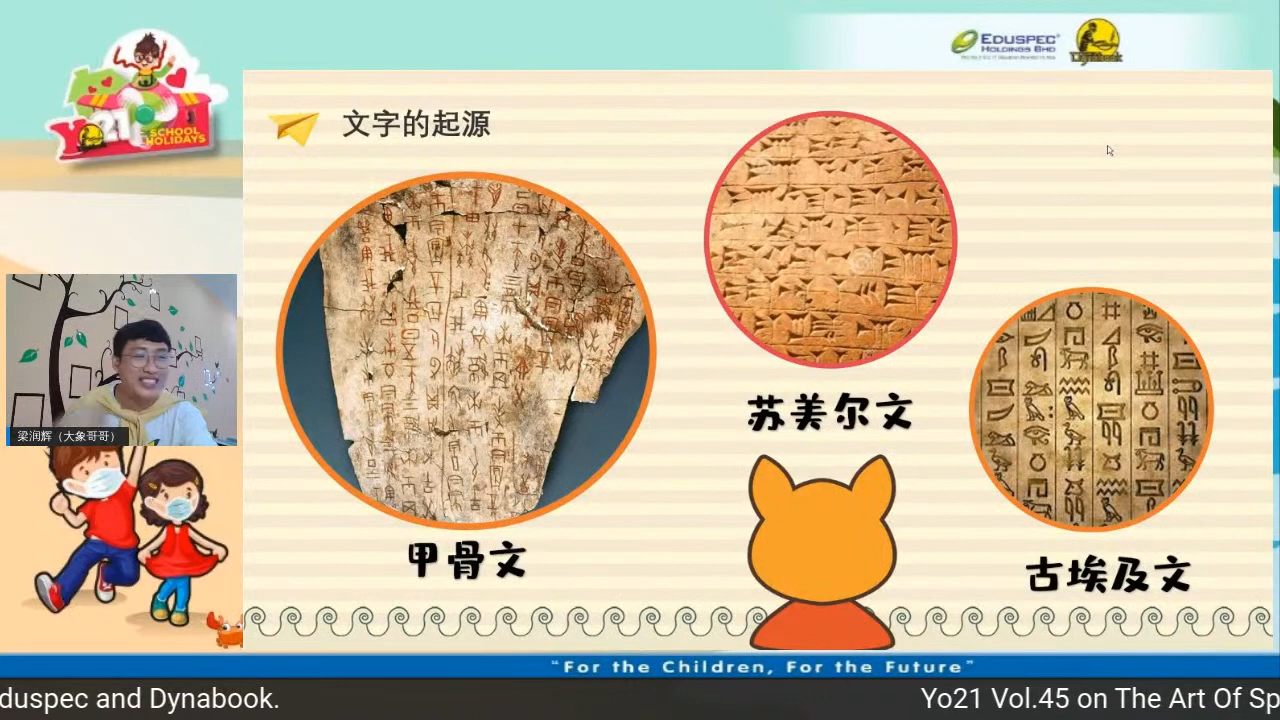 Yo21
SCHOOL
HOLIDAYS
EDUSPEC
HOLDINGS BHD
Dynabook
文字的起源
苏美尔文
梁润辉（大象哥哥）
甲骨文
古埃及文
“For the Children, For the Future”
duspec and Dynabook.
Yo21 Vol.45 on The Art Of Sp